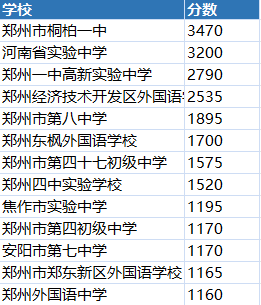 学校 分数
郑州市桐柏一中 3470
河南省实验中学 3200
郑州一中高新实验中学 2790
郑州经济技术开发区外国语 2535
郑州市第八中学 1895
郑州东枫外国语学校 1700
郑州市第四十七初级中学 1575
郑州四中实验学校 1520
焦作市实验中学 1195
郑州市第四初级中学 1170
安阳市第七中学 1170
郑州市郑东新区外国语学校 1165
郑州外国语中学 1160